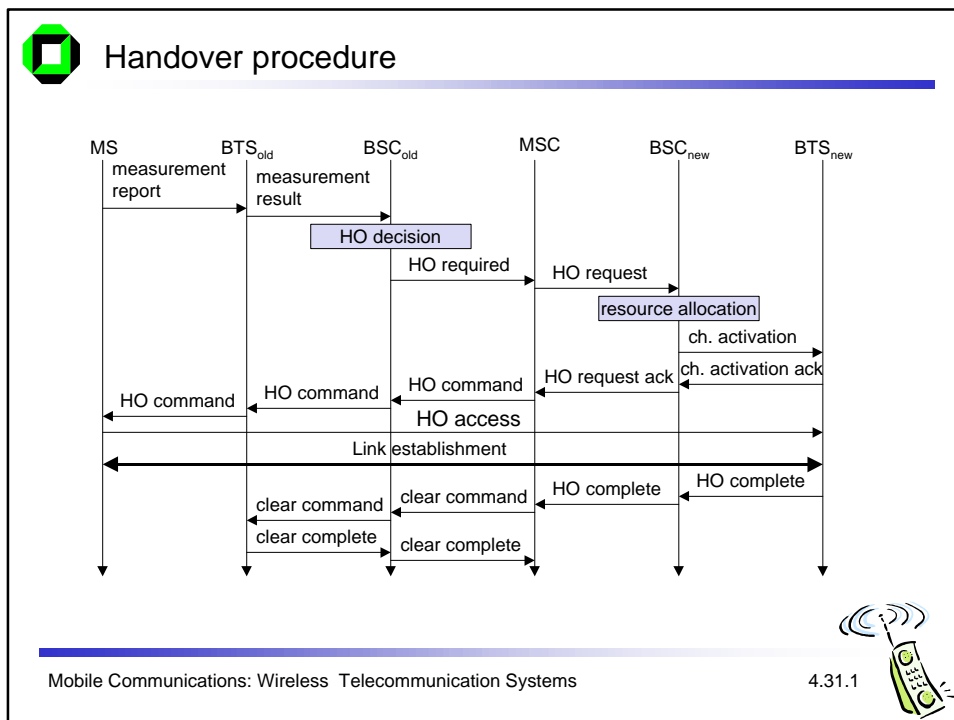 Handover procedure
MS BTSold BSCold MSC BSCnew BTSnew
measurement
report
measurement
result
HO decision
HO required
HO request
resource allocation
ch. activation
ch. activation ack
HO request ack
HO command
HO command
HO command
HO access
Link establishment
HO complete
HO complete
clear command
clear command
clear complete
clear complete
Mobile Communications: Wireless Telecommunication Systems
4.31.1